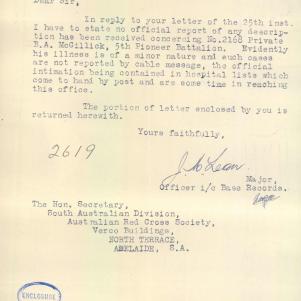 Dear Sir,
In reply to your letter of the 25th inst.
I have to state no official report of any descrip-
tion has been received concerning No.2168 Private
B.A. McGillick, 5th Pioneer Battalion. Evidently
his illness is of a minor nature and such cases
are not reported by cable message, the official
intimation being contained in hospital lists which
come to hand by post and are some time in reaching
this office.
The portion of letter enclosed by you is
returned herewith.
Yours faithfully,
2619
J. McLean
Major,
Officer i/c Base Records.
The Hon. Secretary,
South Australian Division,
Australian Red Cross Society,
Verco Buildings,
NORTH TERRACE,
ADELAIDE, S.A.
ENCLOSURE